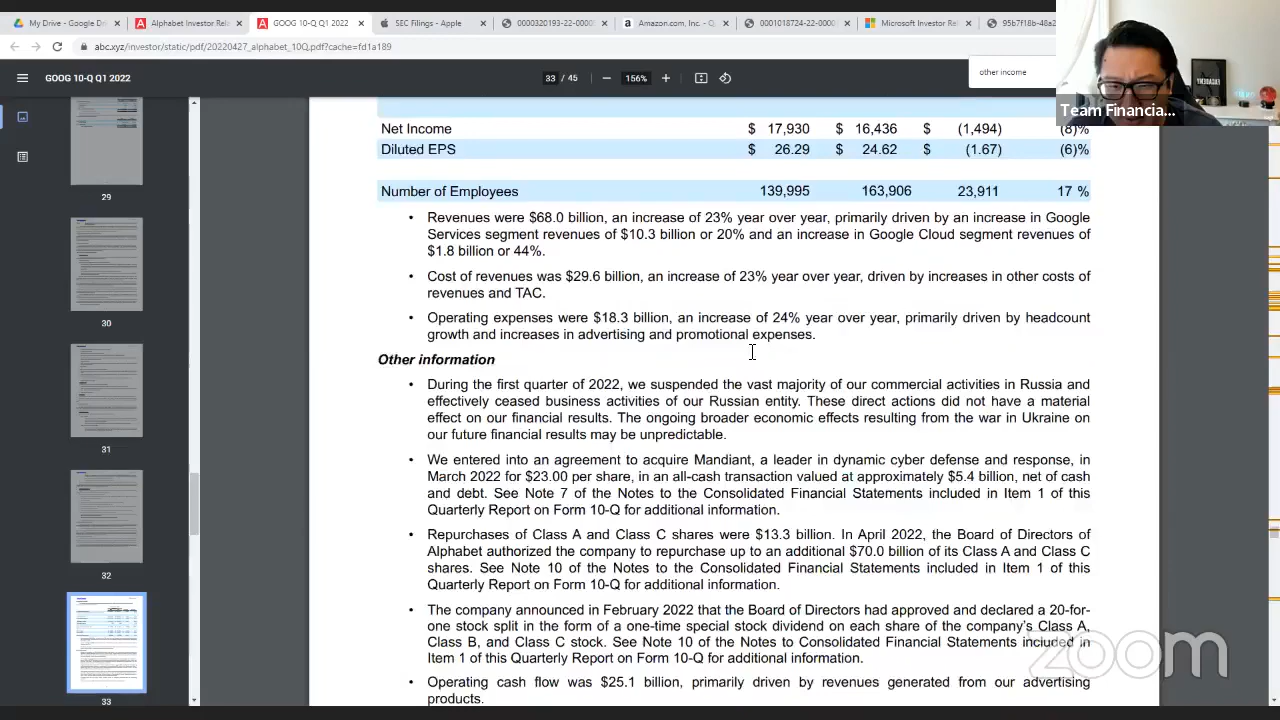 My Drive - Google D
Alphabet Investor Rela
GOOG 10-Q Q1 2022
SEC Filings - Apple
0000320193-22-0000
Amazon.com, Inc. - Q
0001018724-22-0000
Microsoft Investor Re
95b7f18b-48a2
abc.xyz/investor/static/pdf/20220427_alphabet_10Q.pdf?cache=fd1a189
GOOG 10-Q Q1 2022
33 / 45
156%
other income
Team Financia...
29
30
31
32
33
Net Income $ 17,930 $ 16,436 $ (1,494) (8)%
Diluted EPS $ 26.29 $ 24.62 $ (1.67) (6)%
Number of Employees 139,995 163,906 23,911 17 %
• Revenues were $68.0 billion, an increase of 23% year over year, primarily driven by an increase in Google
Services segment revenues of $10.3 billion or 20% and an increase in Google Cloud segment revenues of
$1.8 billion or 44%.
• Cost of revenues was $29.6 billion, an increase of 23% year over year, driven by increases in other costs of
revenues and TAC.
• Operating expenses were $18.3 billion, an increase of 24% year over year, primarily driven by headcount
growth and increases in advertising and promotional expenses.
Other information
• During the first quarter of 2022, we suspended the vast majority of our commercial activities in Russia and
effectively ceased business activities of our Russian entity. These direct actions did not have a material
effect on our financial results. The ongoing broader economic effects resulting from the war in Ukraine on
our future financial results may be unpredictable.
• We entered into an agreement to acquire Mandiant, a leader in dynamic cyber defense and response, in
March 2022 for $23.00 per share, in an all-cash transaction valued at approximately $5.4 billion, net of cash
and debt. See Note 7 of the Notes to the Consolidated Financial Statements included in Item 1 of this
Quarterly Report on Form 10-Q for additional information.
• Repurchases of Class A and Class C shares were $13.3 billion. In April 2022, the Board of Directors of
Alphabet authorized the company to repurchase up to an additional $70.0 billion of its Class A and Class C
shares. See Note 10 of the Notes to the Consolidated Financial Statements included in Item 1 of this
Quarterly Report on Form 10-Q for additional information.
• The company announced in February 2022 that the Board of Directors had approved and declared a 20-for-
one stock split in the form of a one-time special stock dividend on each share of the company's Class A,
Class B, and Class C stock. See Note 10 of the Notes to Consolidated Financial Statements included in
Item 1 of this Quarterly Report on Form 10-Q for additional information.
• Operating cash flow was $25.1 billion, primarily driven by revenues generated from our advertising
products.
zoom